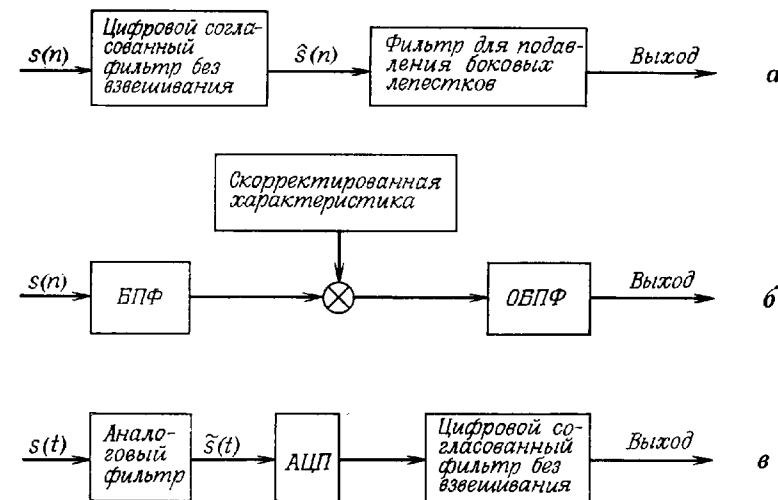 s(n)
Цифровой согла-
сованный
фильтр без
взвешивания
ŝ(n)
Фильтр для подав-
ления боковых
лепестков
Выход
а
Скорректированная
характеристика
s(n)
БПФ
ОБПФ
Выход
б
s(t)
Анало-
говый
фильтр
s̃(t)
АЦП
Цифровой со-
гласованный
фильтр без
взвешивания
Выход
в